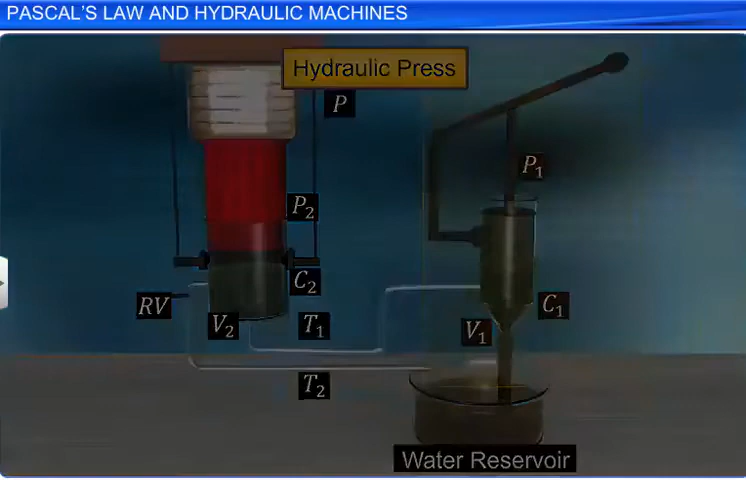 PASCAL'S LAW AND HYDRAULIC MACHINES
Hydraulic Press
P
P₁
P₂
C₂
C₁
RV
V₂
T₁
V₁
T₂
Water Reservoir